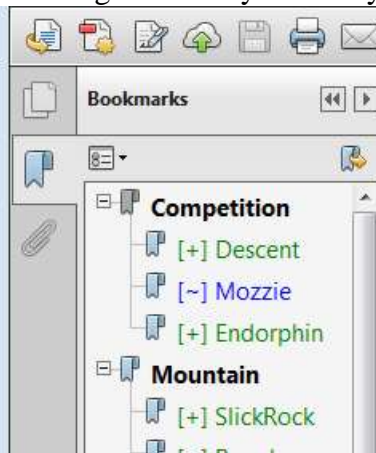 Bookmarks
Competition
[+] Descent
[~] Mozzie
[+] Endorphin
Mountain
[+] SlickRock